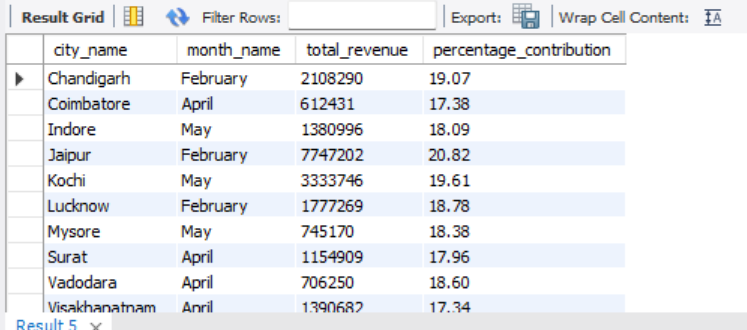 Result Grid Filter Rows: Export: Wrap Cell Content: IA
city_name month_name total_revenue percentage_contribution
Chandigarh February 2108290 19.07
Coimbatore April 612431 17.38
Indore May 1380996 18.09
Jaipur February 7747202 20.82
Kochi May 3333746 19.61
Lucknow February 1777269 18.78
Mysore May 745170 18.38
Surat April 1154909 17.96
Vadodara April 706250 18.60
Visakhapatnam April 1390682 17.34
Result 5